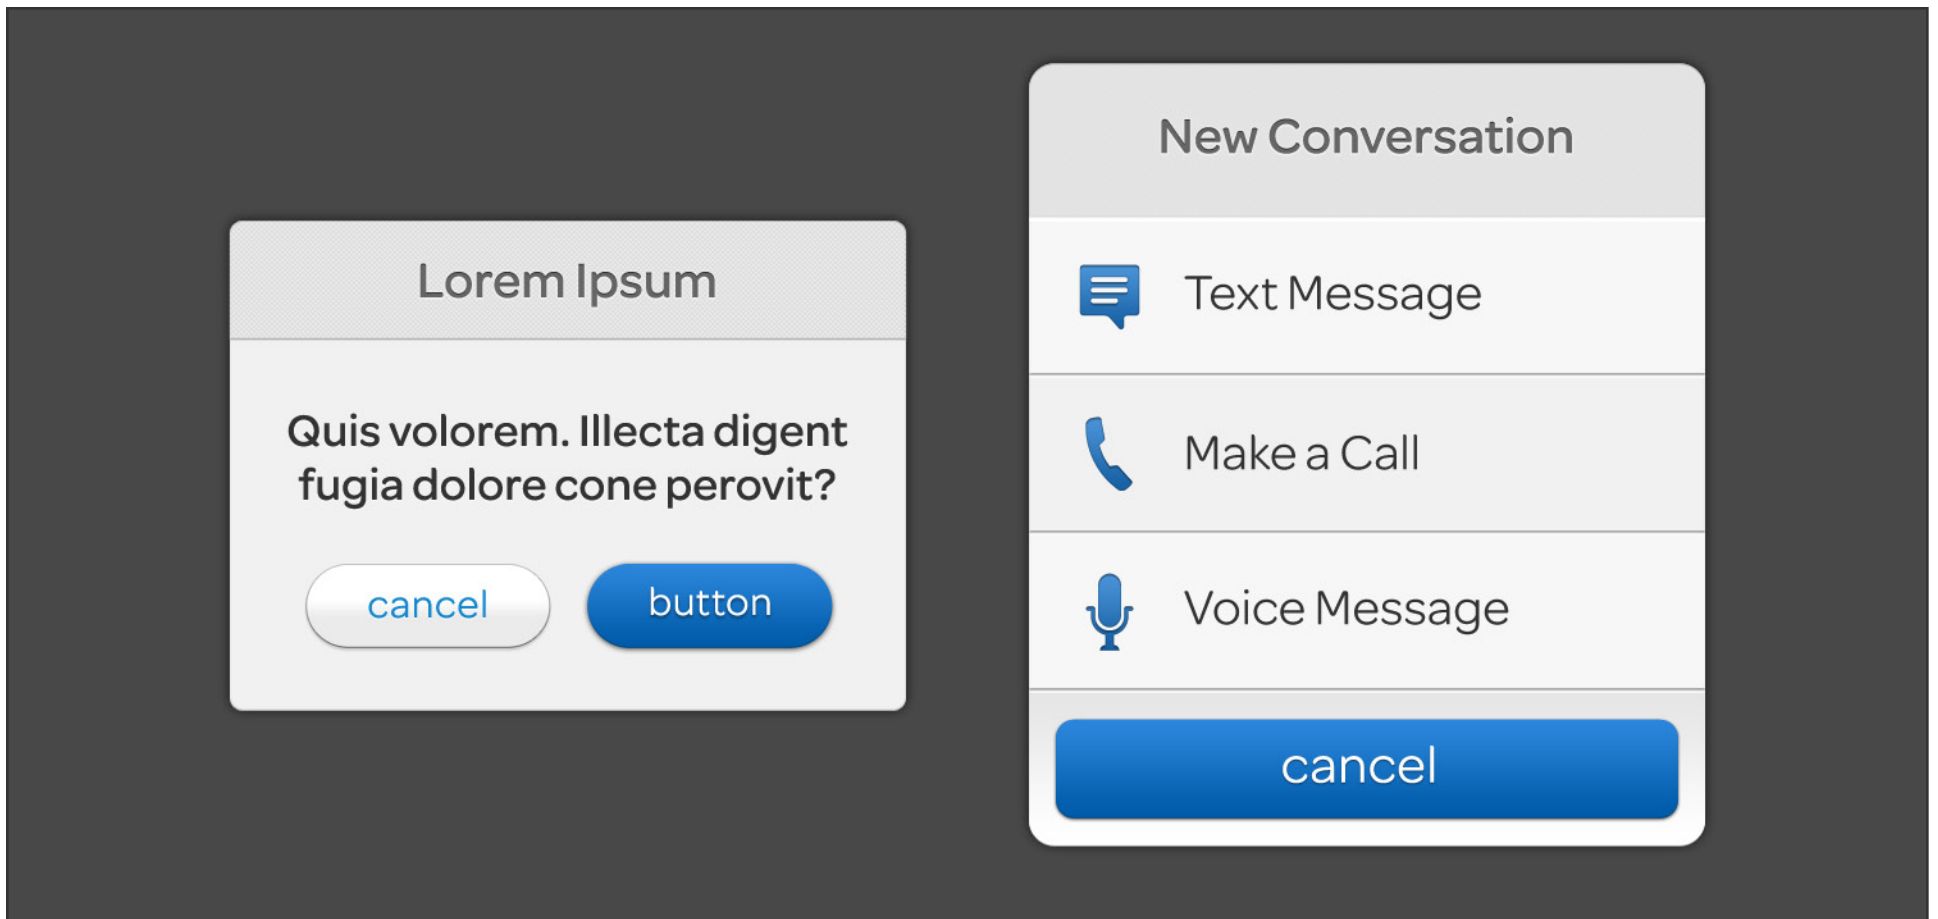 Lorem Ipsum
Quis volorem. Illecta digent
fugia dolore cone perovit?
cancel
button
New Conversation
Text Message
Make a Call
Voice Message
cancel